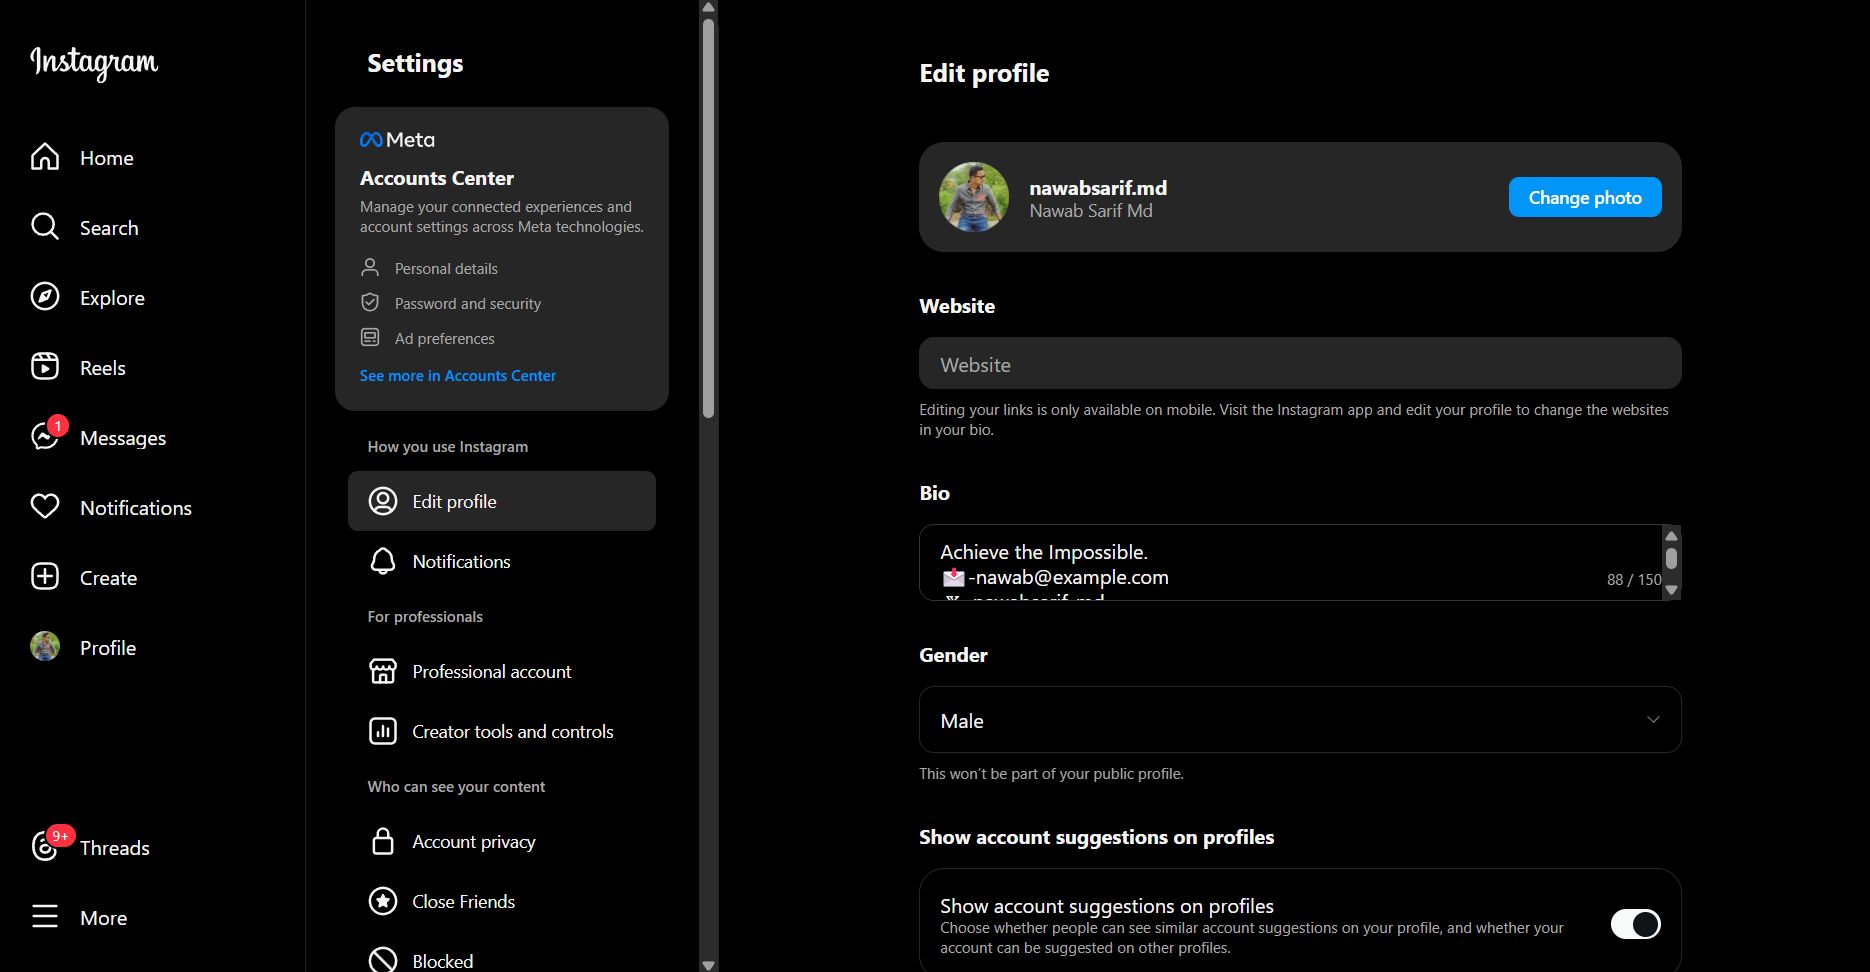 Instagram
Home
Search
Explore
Reels
1
Messages
Notifications
Create
Profile
9+
Threads
More
Settings
Meta
Accounts Center
Manage your connected experiences and
account settings across Meta technologies.
Personal details
Password and security
Ad preferences
See more in Accounts Center
How you use Instagram
Edit profile
Notifications
For professionals
Professional account
Creator tools and controls
Who can see your content
Account privacy
Close Friends
Blocked
Edit profile
nawabsarif.md
Nawab Sarif Md
Change photo
Website
Website
Editing your links is only available on mobile. Visit the Instagram app and edit your profile to change the websites
in your bio.
Bio
Achieve the Impossible.
📩-nawab@example.com
88 / 150
Gender
Male
This won't be part of your public profile.
Show account suggestions on profiles
Show account suggestions on profiles
Choose whether people can see similar account suggestions on your profile, and whether your
account can be suggested on other profiles.